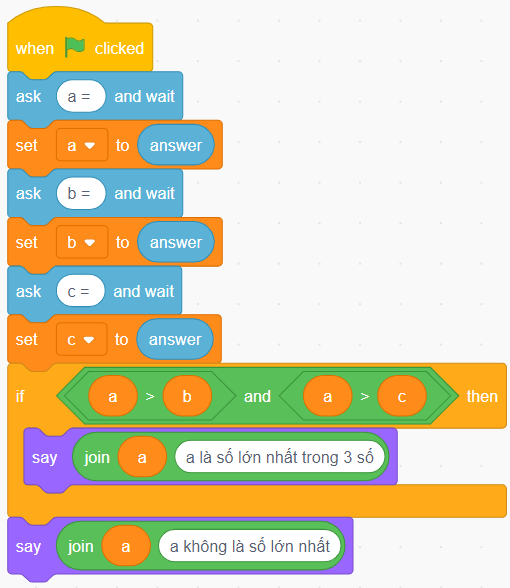 when clicked
ask a = and wait
set a to answer
ask b = and wait
set b to answer
ask c = and wait
set c to answer
if a > b and a > c then
say join a a là số lớn nhất trong 3 số
say join a a không là số lớn nhất